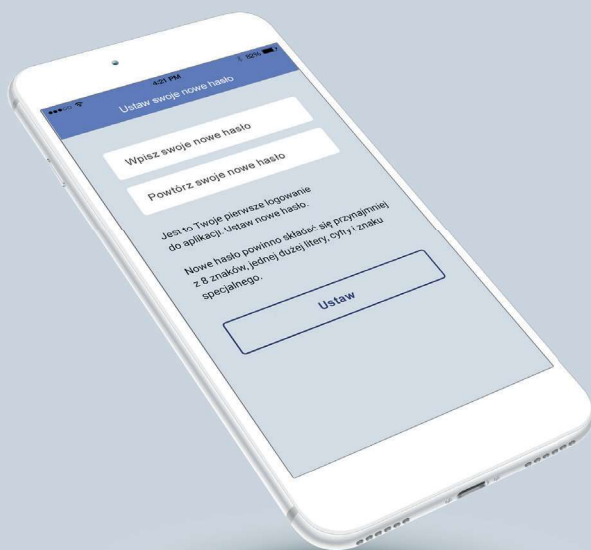 4:21 PM
82%
Ustaw swoje nowe hasło
Wpisz swoje nowe hasło
Powtórz swoje nowe hasło
Jest to Twoje pierwsze logowanie
do aplikacji. Ustaw nowe hasło.
Nowe hasło powinno składać się przynajmniej
z 8 znaków, jednej dużej litery, cyfry i znaku
specjalnego.
Ustaw